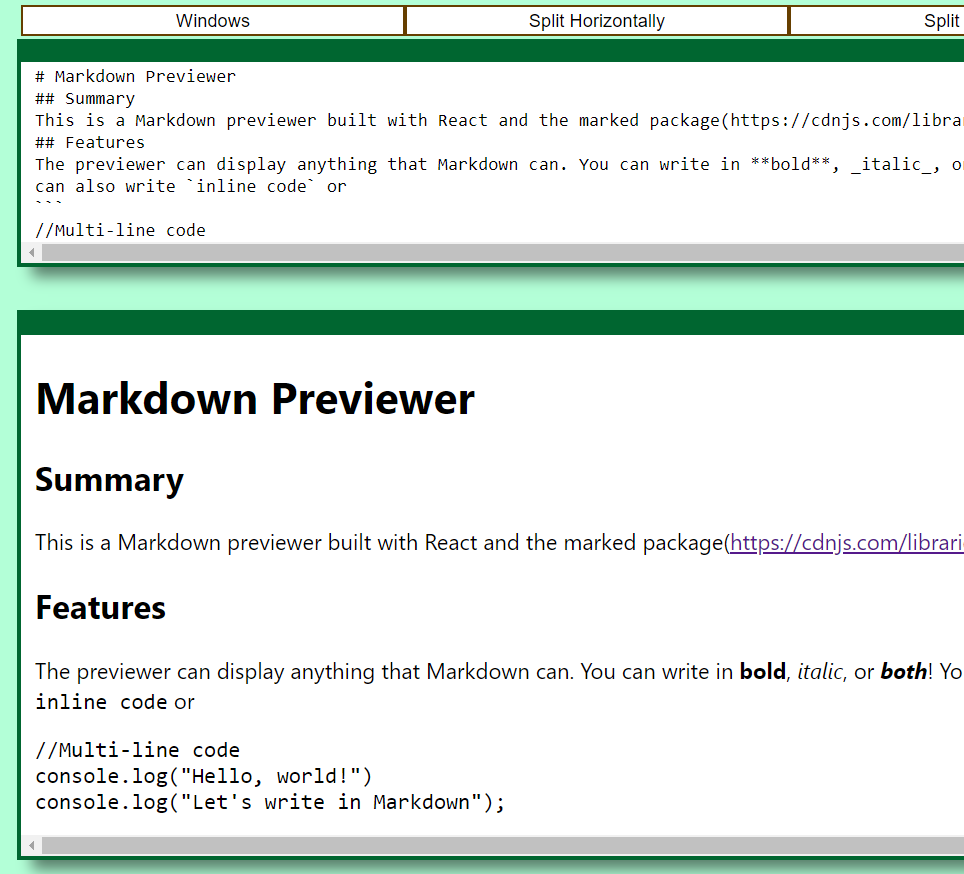 Windows Split Horizontally Split
# Markdown Previewer
## Summary
This is a Markdown previewer built with React and the marked package(https://cdnjs.com/librar
## Features
The previewer can display anything that Markdown can. You can write in **bold**, _italic_, or
can also write `inline code` or
```
//Multi-line code
Markdown Previewer
Summary
This is a Markdown previewer built with React and the marked package(https://cdnjs.com/librari
Features
The previewer can display anything that Markdown can. You can write in bold, italic, or both! Yo
inline code or
//Multi-line code
console.log("Hello, world!")
console.log("Let's write in Markdown");